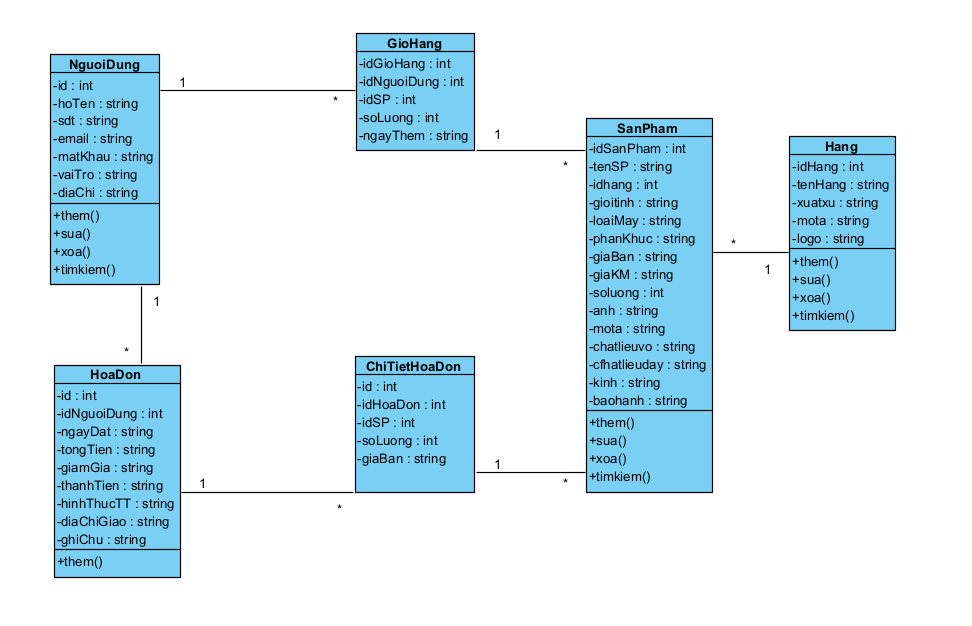 NguoiDung
-id : int
-hoTen : string
-sdt : string
-email : string
-matKhau : string
-vaiTro : string
-diaChi : string
+them()
+sua()
+xoa()
+timkiem()
1
*
GioHang
-idGioHang : int
-idNguoiDung : int
-idSP : int
-soLuong : int
-ngayThem : string
1
*
SanPham
-idSanPham : int
-tenSP : string
-idhang : int
-gioitinh : string
-loaiMay : string
-phanKhuc : string
-giaBan : string
-giaKM : string
-soluong : int
-anh : string
-mota : string
-chatlieuvo : string
-cfhatlieuday : string
-kinh : string
-baohanh : string
+them()
+sua()
+xoa()
+timkiem()
*
1
Hang
-idHang : int
-tenHang : string
-xuatxu : string
-mota : string
-logo : string
+them()
+sua()
+xoa()
+timkiem()
1
*
HoaDon
-id : int
-idNguoiDung : int
-ngayDat : string
-tongTien : string
-giamGia : string
-thanhTien : string
-hinhThucTT : string
-diaChiGiao : string
-ghiChu : string
+them()
1
*
ChiTietHoaDon
-id : int
-idHoaDon : int
-idSP : int
-soLuong : int
-giaBan : string
1
*